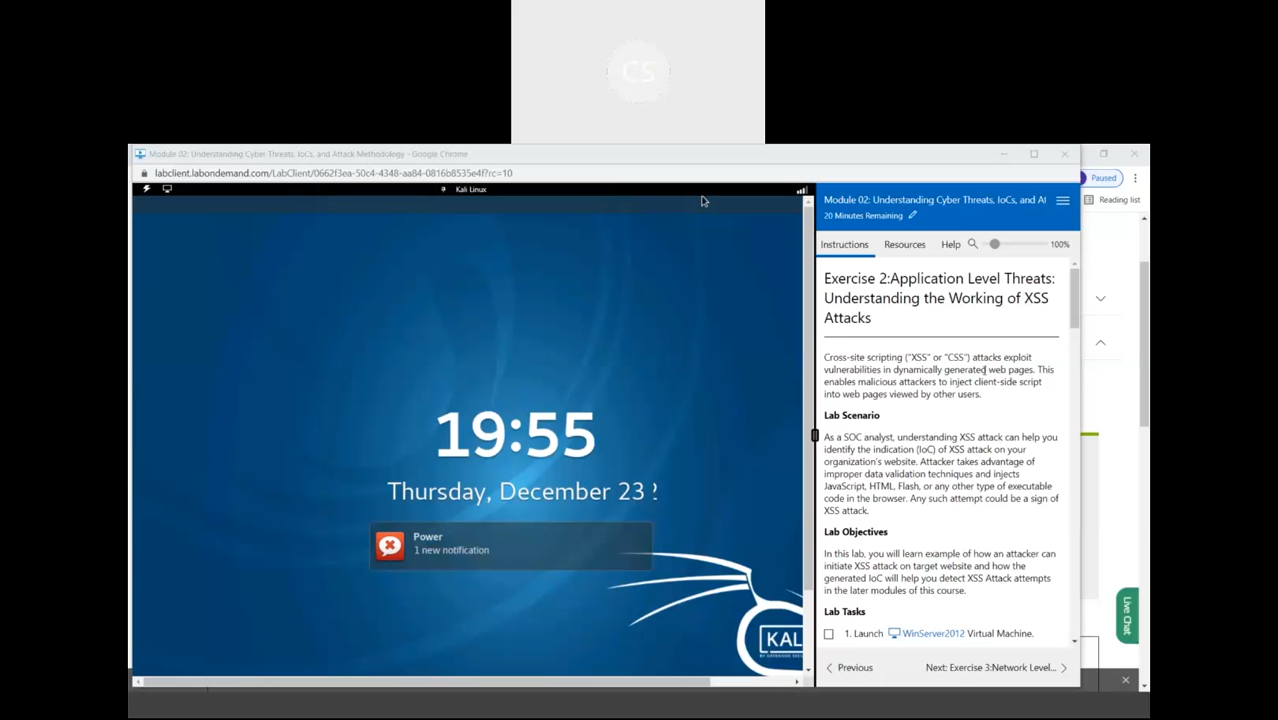 CS
Module 02: Understanding Cyber Threats, IoCs, and Attack Methodology - Google Chrome
labclient.labondemand.com/LabClient/0662f3ea-50c4-4348-aa84-0816b8535e4f?rc=10
Paused
Reading list
Kali Linux
19:55
Thursday, December 23
Power
1 new notification
KAL
Module 02: Understanding Cyber Threats, IoCs, and At
20 Minutes Remaining
Instructions
Resources
Help
100%
Exercise 2:Application Level Threats:
Understanding the Working of XSS
Attacks
Cross-site scripting ("XSS" or "CSS") attacks exploit
vulnerabilities in dynamically generated web pages. This
enables malicious attackers to inject client-side script
into web pages viewed by other users.
Lab Scenario
As a SOC analyst, understanding XSS attack can help you
identify the indication (IoC) of XSS attack on your
organization's website. Attacker takes advantage of
improper data validation techniques and injects
JavaScript, HTML, Flash, or any other type of executable
code in the browser. Any such attempt could be a sign of
XSS attack.
Lab Objectives
In this lab, you will learn example of how an attacker can
initiate XSS attack on target website and how the
generated IoC will help you detect XSS Attack attempts
in the later modules of this course.
Lab Tasks
1. Launch WinServer2012 Virtual Machine.
Previous
Next: Exercise 3:Network Level...
Live Chat